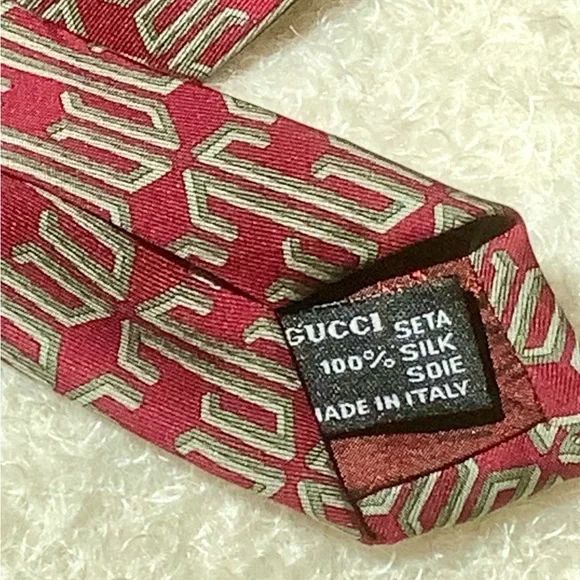 GUCCI SETA
100% SILK
SOIE
MADE IN ITALY